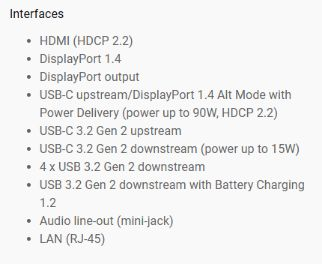 Interfaces
• HDMI (HDCP 2.2)
• DisplayPort 1.4
• DisplayPort output
• USB-C upstream/DisplayPort 1.4 Alt Mode with
Power Delivery (power up to 90W, HDCP 2.2)
• USB-C 3.2 Gen 2 upstream
• USB-C 3.2 Gen 2 downstream (power up to 15W)
• 4 x USB 3.2 Gen 2 downstream
• USB 3.2 Gen 2 downstream with Battery Charging
1.2
• Audio line-out (mini-jack)
• LAN (RJ-45)